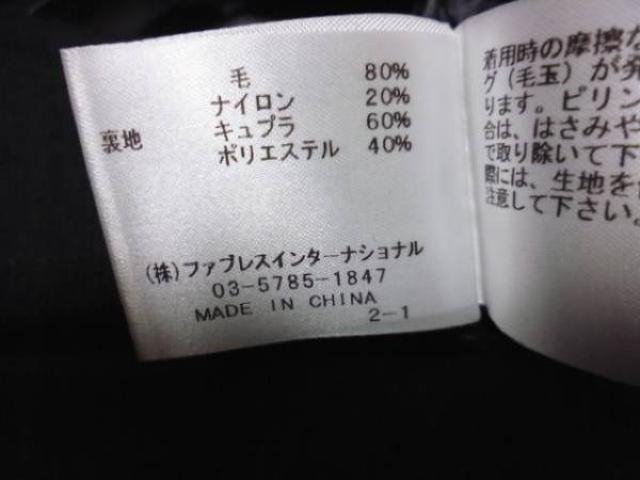 毛 80%
ナイロン 20%
裏地 キュプラ 60%
ポリエステル 40%
(株)ファブレスインターナショナル
03-5785-1847
MADE IN CHINA
2-1
着用時の摩擦
グ(毛玉)が発
ります。ピリン
合は、はさみや
で取り除いて下
際には、生地を
注意して下さい。